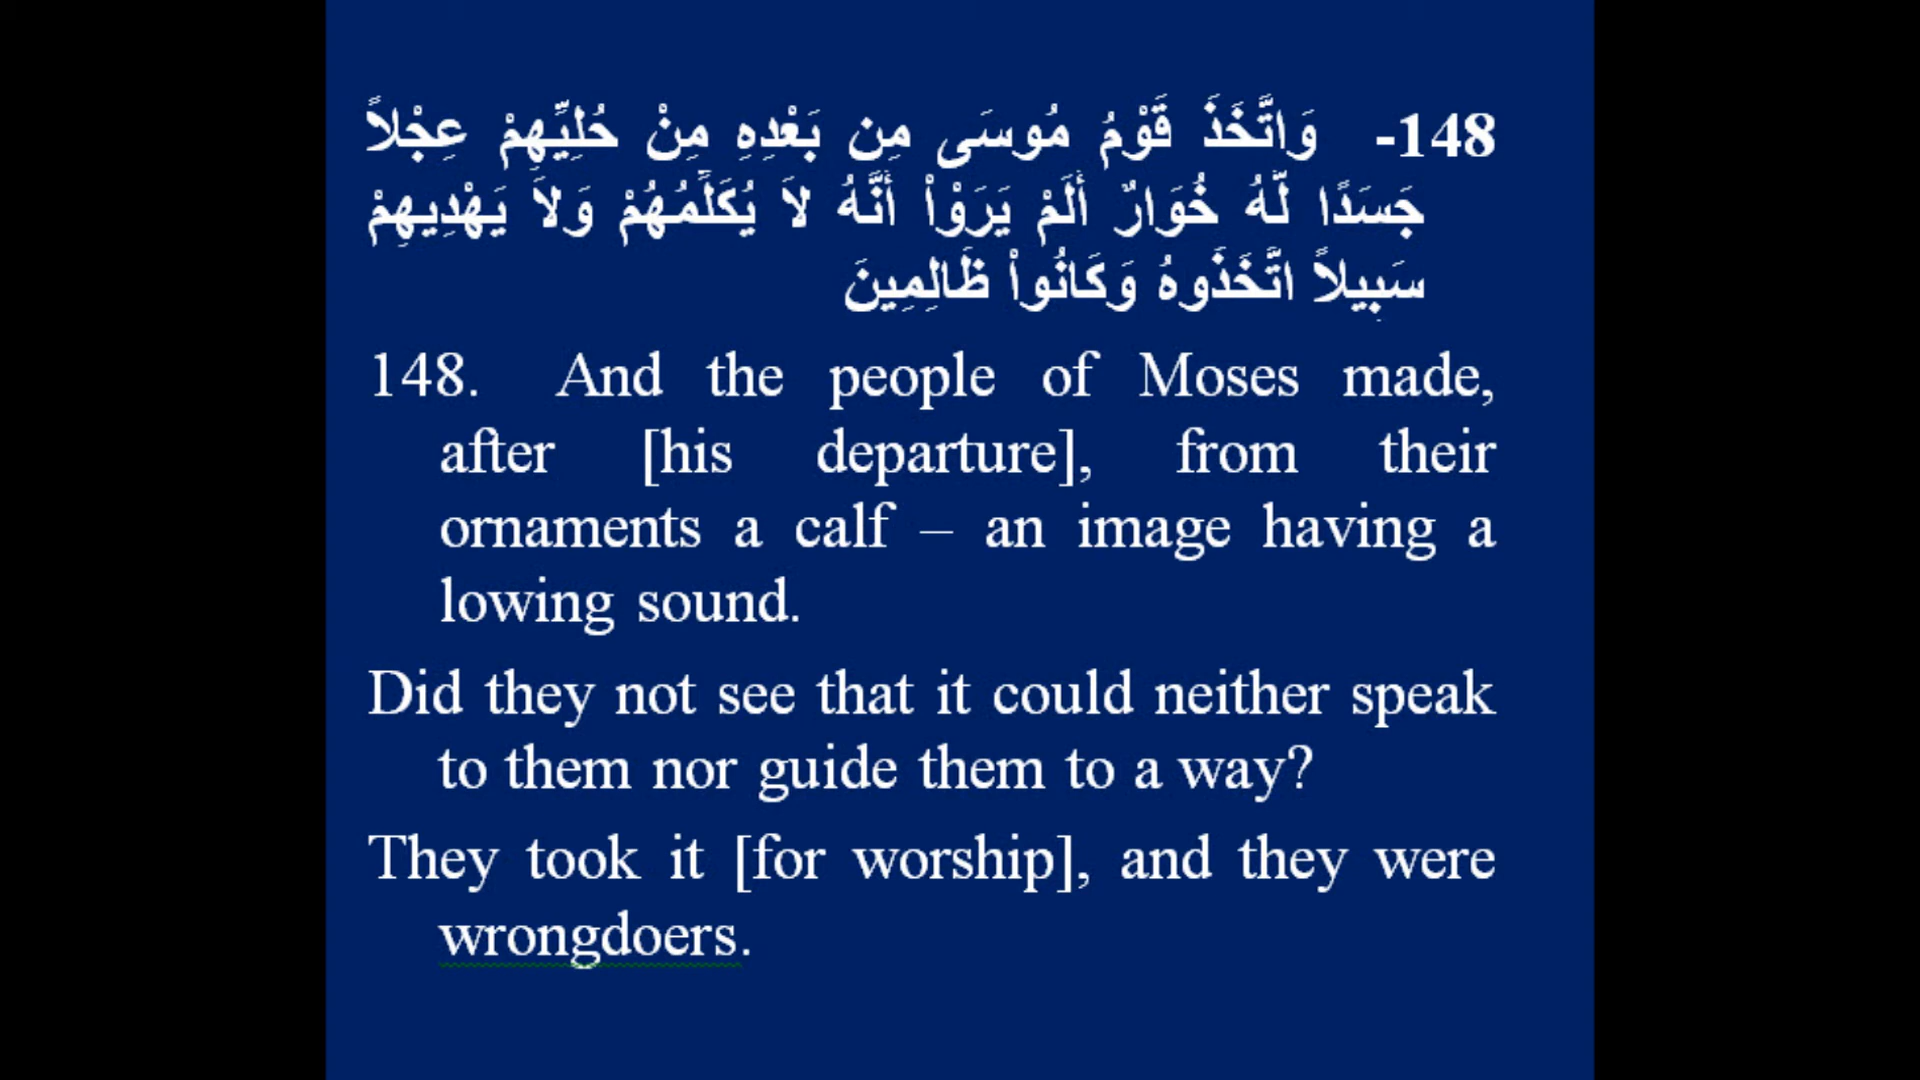 148- وَاتَّخَذَ قَوْمُ مُوسَى مِن بَعْدِهِ مِنْ حُلِيِّهِمْ عِجْلاً
جَسَدًا لَّهُ خُوَارٌ أَلَمْ يَرَوْاْ أَنَّهُ لاَ يُكَلِّمُهُمْ وَلاَ يَهْدِيهِمْ
سَبِيلاً اتَّخَذُوهُ وَكَانُواْ ظَالِمِينَ
148. And the people of Moses made,
after [his departure], from their
ornaments a calf – an image having a
lowing sound.
Did they not see that it could neither speak
to them nor guide them to a way?
They took it [for worship], and they were
wrongdoers.